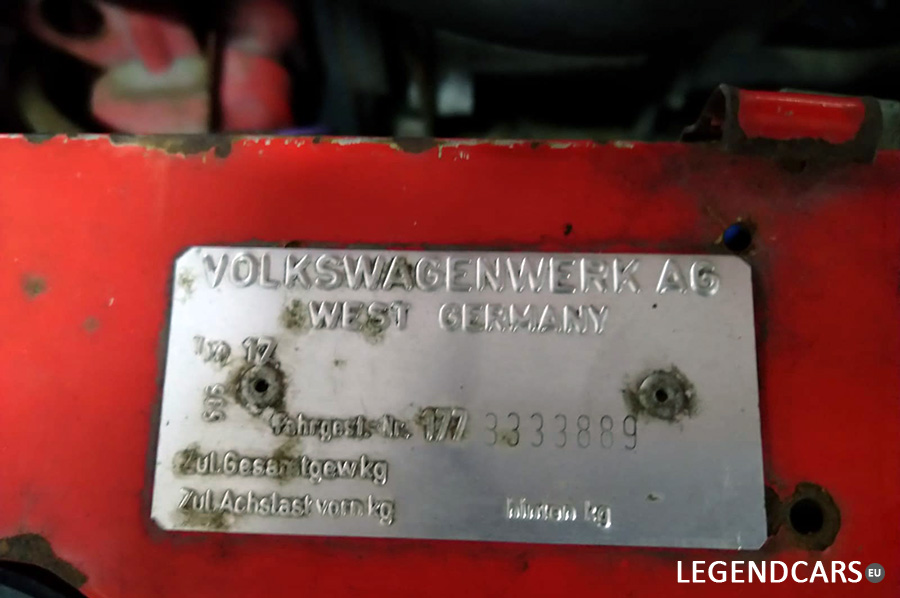 VOLKSWAGENWERK AG
WEST GERMANY
Typ 17
Fahrgest.-Nr. 177 3333889
Zul.Gesamtgew kg
Zul.Achslast vorn kg hinten kg
LEGENDCARS EU